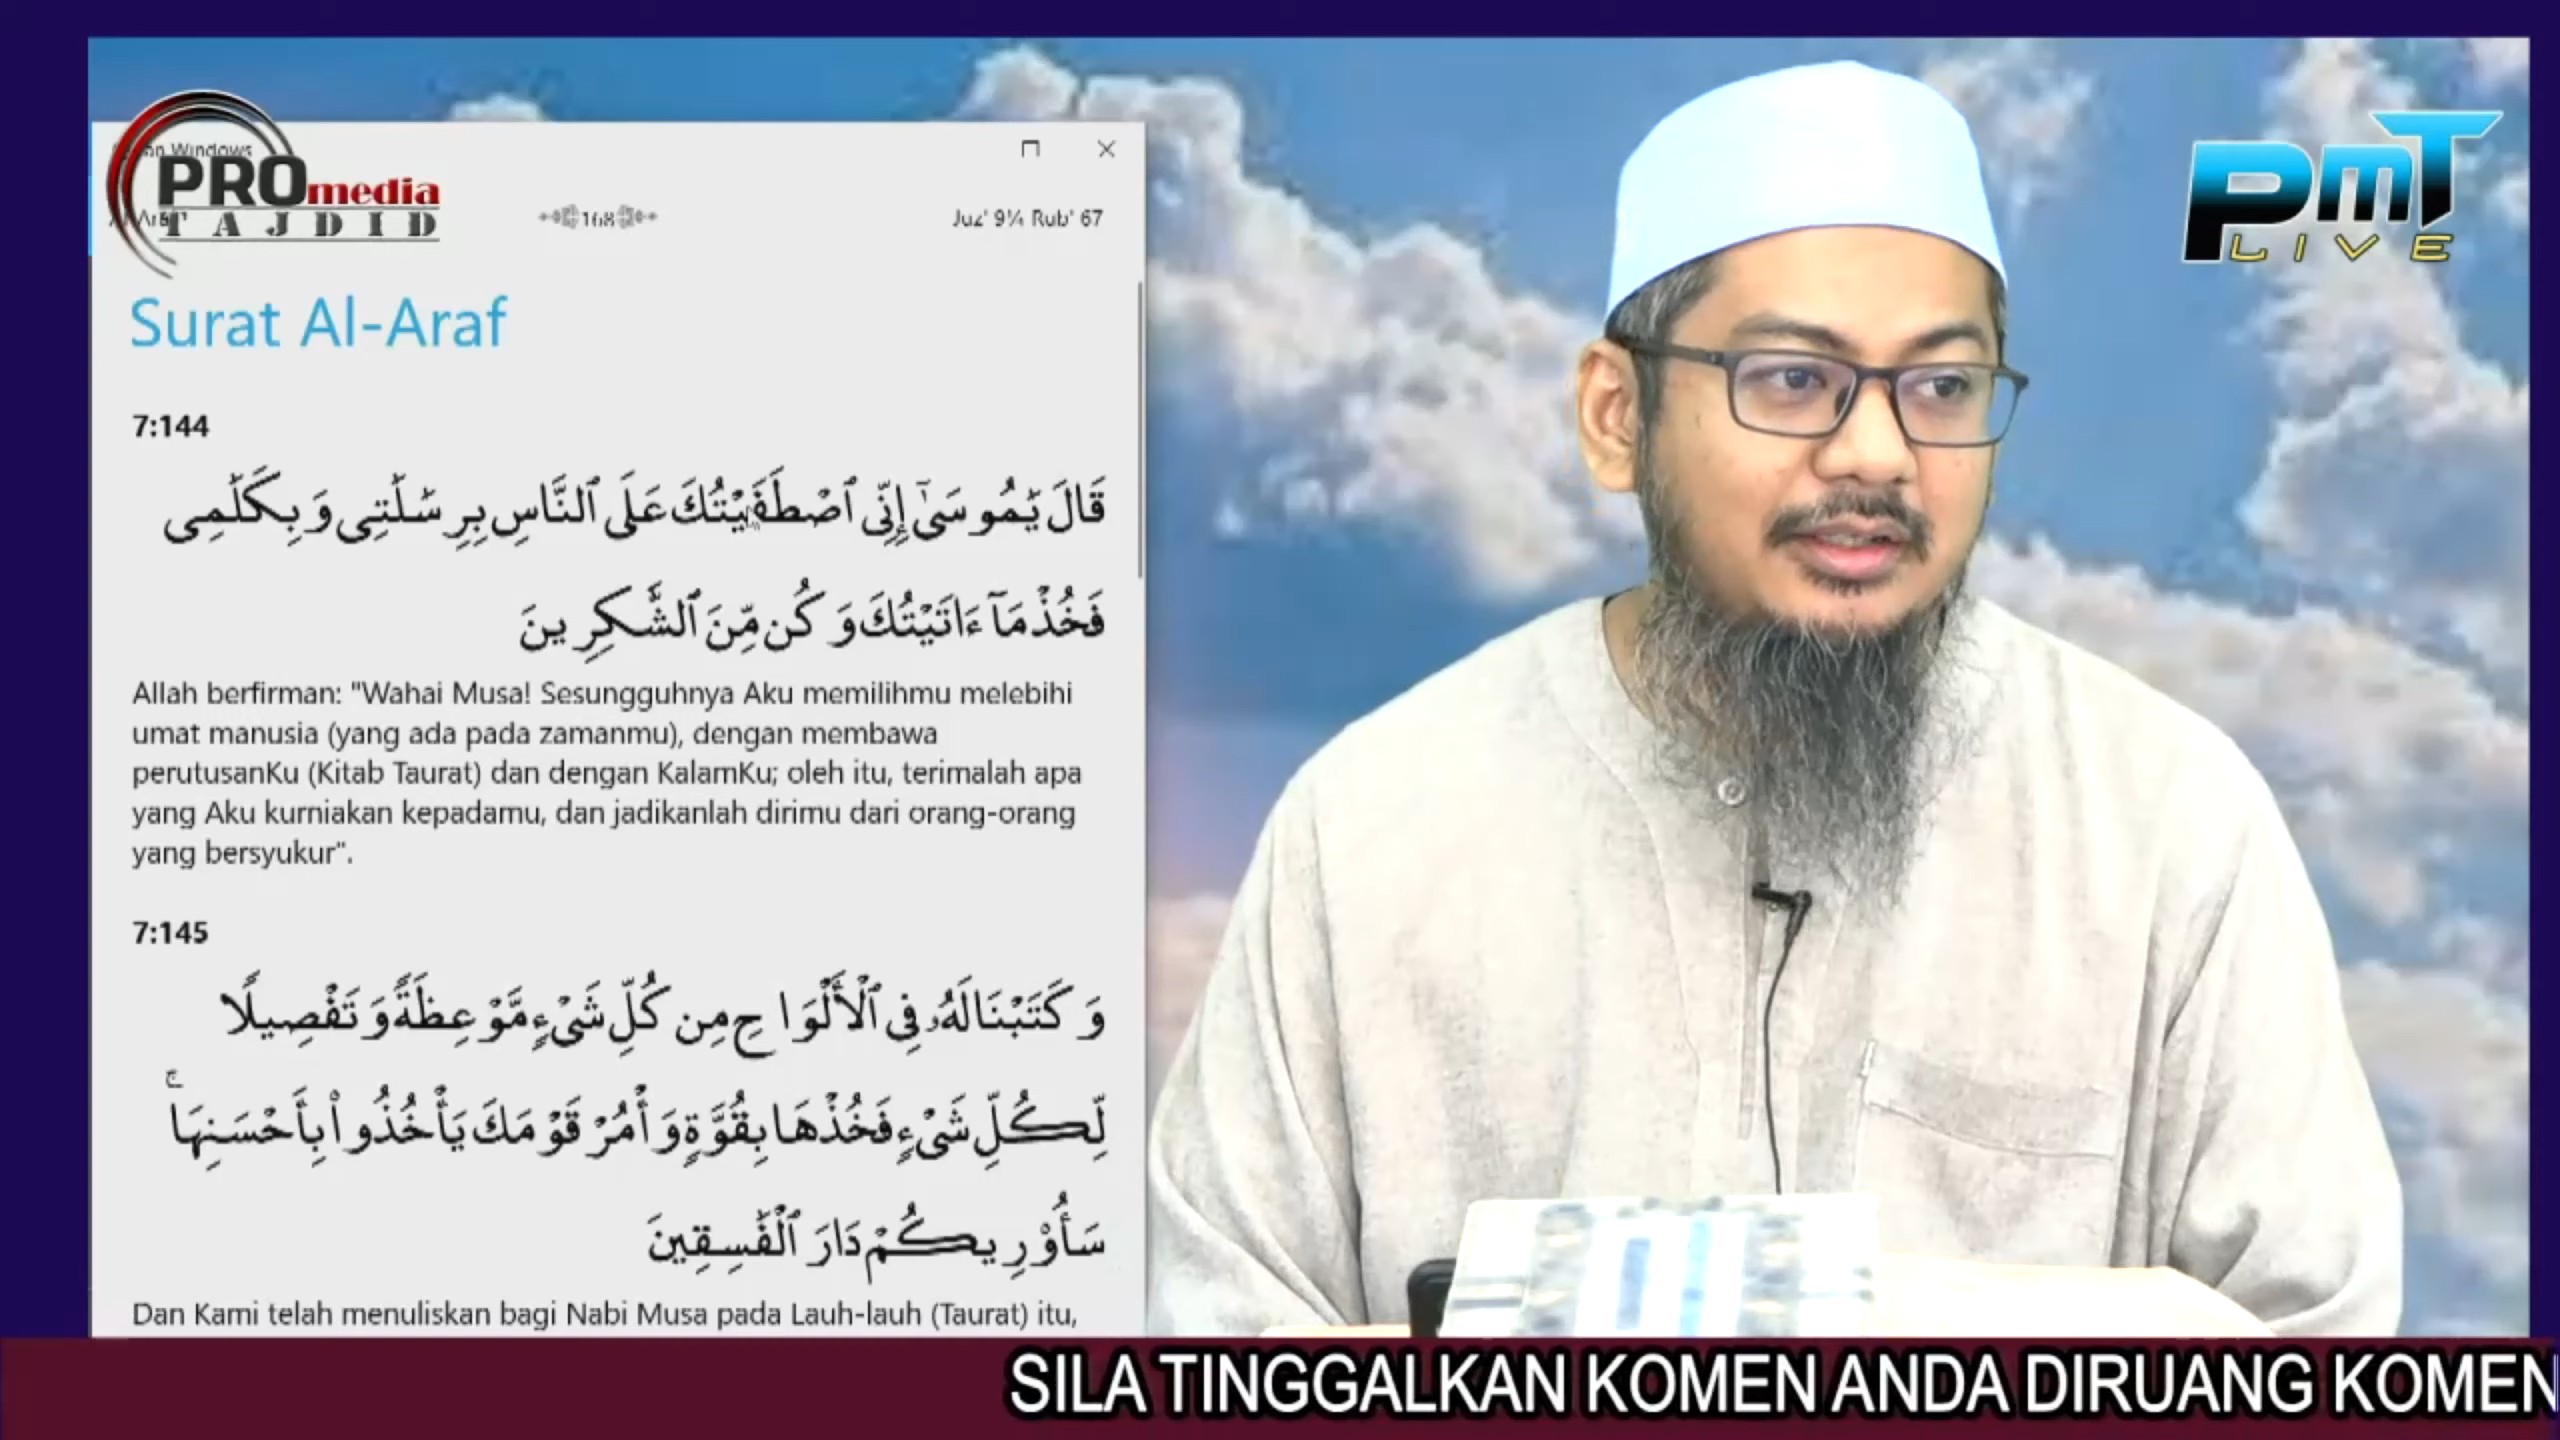 PROmedia
TAJDID
PMT
LIVE
on Windows
168
Juz' 9¼ Rub' 67
Surat Al-Araf
7:144
قَالَ يَٰمُوسَىٰٓ إِنِّى ٱصْطَفَيْتُكَ عَلَى ٱلنَّاسِ بِرِسَٰلَٰتِى وَبِكَلَٰمِى
فَخُذْ مَآ ءَاتَيْتُكَ وَكُن مِّنَ ٱلشَّٰكِرِينَ
Allah berfirman: "Wahai Musa! Sesungguhnya Aku memilihmu melebihi
umat manusia (yang ada pada zamanmu), dengan membawa
perutusanKu (Kitab Taurat) dan dengan KalamKu; oleh itu, terimalah apa
yang Aku kurniakan kepadamu, dan jadikanlah dirimu dari orang-orang
yang bersyukur".
7:145
وَكَتَبْنَا لَهُۥ فِى ٱلْأَلْوَاحِ مِن كُلِّ شَىْءٍ مَّوْعِظَةً وَتَفْصِيلًا
لِّكُلِّ شَىْءٍ فَخُذْهَا بِقُوَّةٍ وَأْمُرْ قَوْمَكَ يَأْخُذُوا۟ بِأَحْسَنِهَا ۚ
سَأُو۟رِيكُمْ دَارَ ٱلْفَٰسِقِينَ
Dan Kami telah menuliskan bagi Nabi Musa pada Lauh-lauh (Taurat) itu,
SILA TINGGALKAN KOMEN ANDA DIRUANG KOMEN